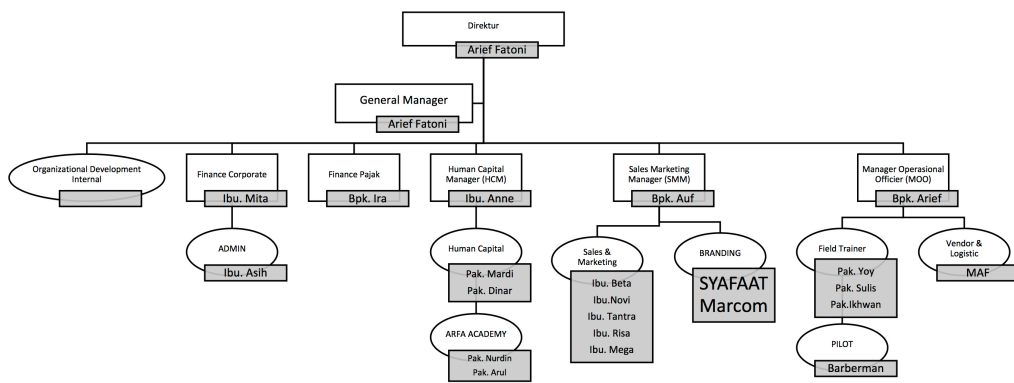 Direktur
Arief Fatoni
General Manager
Arief Fatoni
Organizational Development
Internal
Finance Corporate
Ibu. Mita
Finance Pajak
Bpk. Ira
Human Capital
Manager (HCM)
Ibu. Anne
Sales Marketing
Manager (SMM)
Bpk. Auf
Manager Operasional
Officier (MOO)
Bpk. Arief
ADMIN
Ibu. Asih
Human Capital
Pak. Mardi
Pak. Dinar
Sales &
Marketing
Ibu. Beta
Ibu.Novi
Ibu. Tantra
Ibu. Risa
Ibu. Mega
BRANDING
SYAFAAT
Marcom
Field Trainer
Pak. Yoy
Pak. Sulis
Pak.Ikhwan
Vendor &
Logistic
MAF
ARFA ACADEMY
Pak. Nurdin
Pak. Arul
PILOT
Barberman